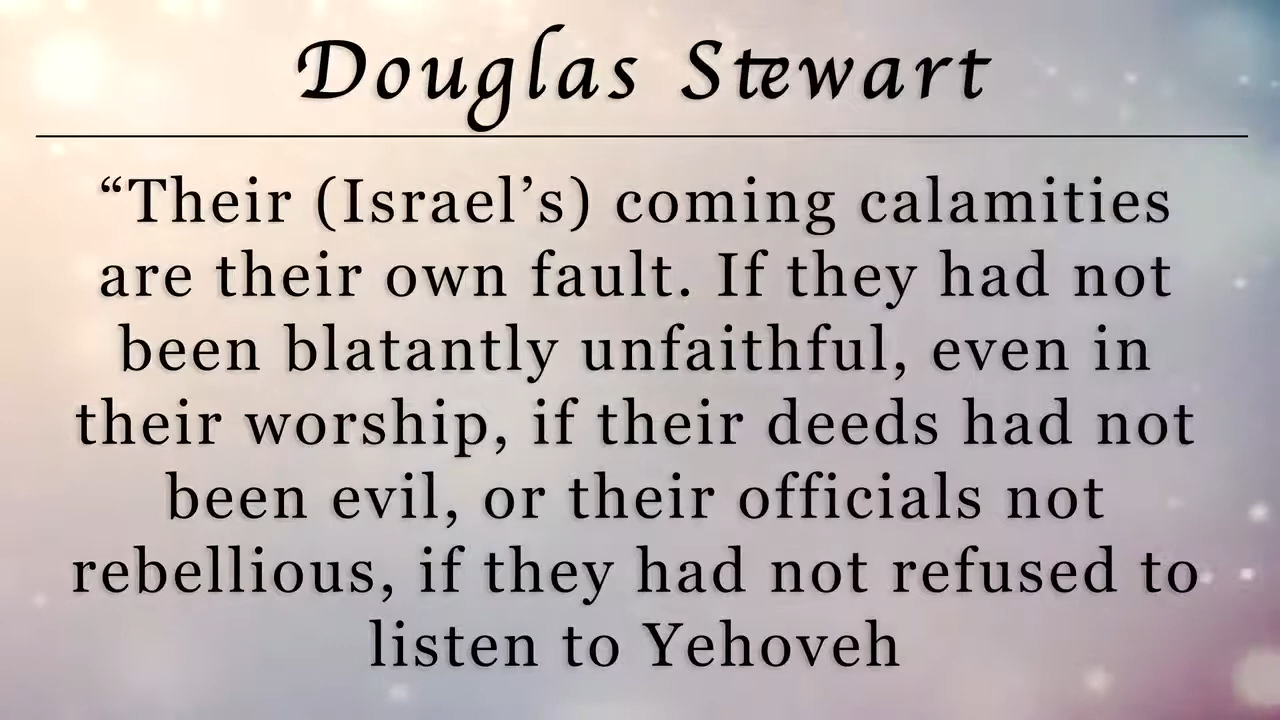 Douglas Stewart
“Their (Israel’s) coming calamities
are their own fault. If they had not
been blatantly unfaithful, even in
their worship, if their deeds had not
been evil, or their officials not
rebellious, if they had not refused to
listen to Yehoveh